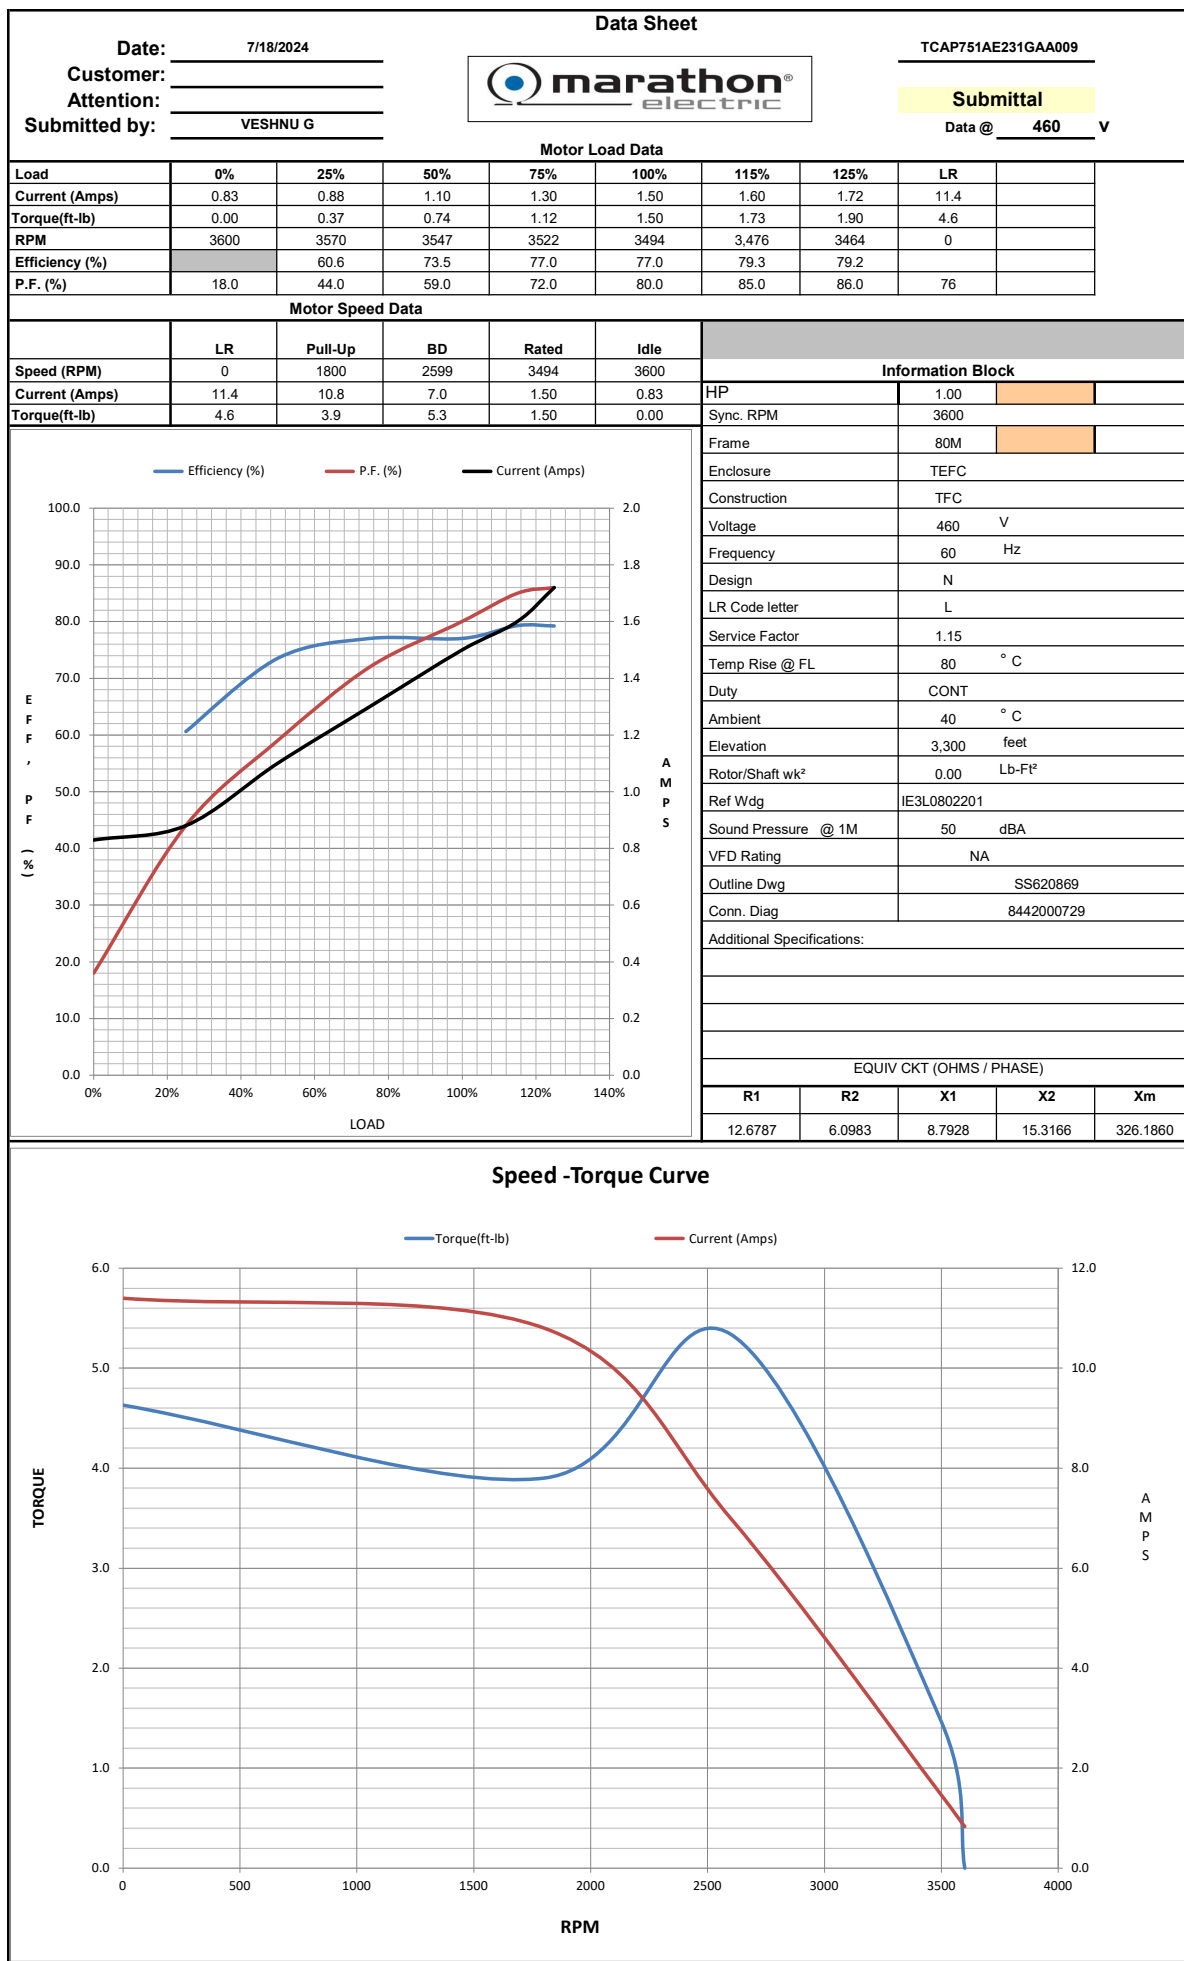 Data Sheet
Date: 7/18/2024 TCAP751AE231GAA009
Customer:
marathon®
electric
Attention: Submittal
Submitted by: VESHNU G Data @ 460 V
Motor Load Data
Load 0% 25% 50% 75% 100% 115% 125% LR
Current (Amps) 0.83 0.88 1.10 1.30 1.50 1.60 1.72 11.4
Torque(ft-lb) 0.00 0.37 0.74 1.12 1.50 1.73 1.90 4.6
RPM 3600 3570 3547 3522 3494 3,476 3464 0
Efficiency (%) 60.6 73.5 77.0 77.0 79.3 79.2
P.F. (%) 18.0 44.0 59.0 72.0 80.0 85.0 86.0 76
Motor Speed Data
LR Pull-Up BD Rated Idle
Speed (RPM) 0 1800 2599 3494 3600
Current (Amps) 11.4 10.8 7.0 1.50 0.83
Torque(ft-lb) 4.6 3.9 5.3 1.50 0.00
Information Block
HP 1.00
Sync. RPM 3600
Frame 80M
Enclosure TEFC
Construction TFC
Voltage 460 V
Frequency 60 Hz
Design N
LR Code letter L
Service Factor 1.15
Temp Rise @ FL 80 ° C
Duty CONT
Ambient 40 ° C
Elevation 3,300 feet
Rotor/Shaft wk² 0.00 Lb-Ft²
Ref Wdg IE3L0802201
Sound Pressure @ 1M 50 dBA
VFD Rating NA
Outline Dwg SS620869
Conn. Diag 8442000729
Additional Specifications:
EQUIV CKT (OHMS / PHASE)
R1 R2 X1 X2 Xm
12.6787 6.0983 8.7928 15.3166 326.1860
Efficiency (%) P.F. (%) Current (Amps)
100.0 2.0
90.0 1.8
80.0 1.6
70.0 1.4
60.0 1.2
50.0 1.0
40.0 0.8
30.0 0.6
20.0 0.4
10.0 0.2
0.0 0.0
EFF, PF (%)
AMPS
0% 20% 40% 60% 80% 100% 120% 140%
LOAD
Speed -Torque Curve
Torque(ft-lb) Current (Amps)
6.0 12.0
5.0 10.0
4.0 8.0
3.0 6.0
2.0 4.0
1.0 2.0
0.0 0.0
TORQUE
AMPS
0 500 1000 1500 2000 2500 3000 3500 4000
RPM